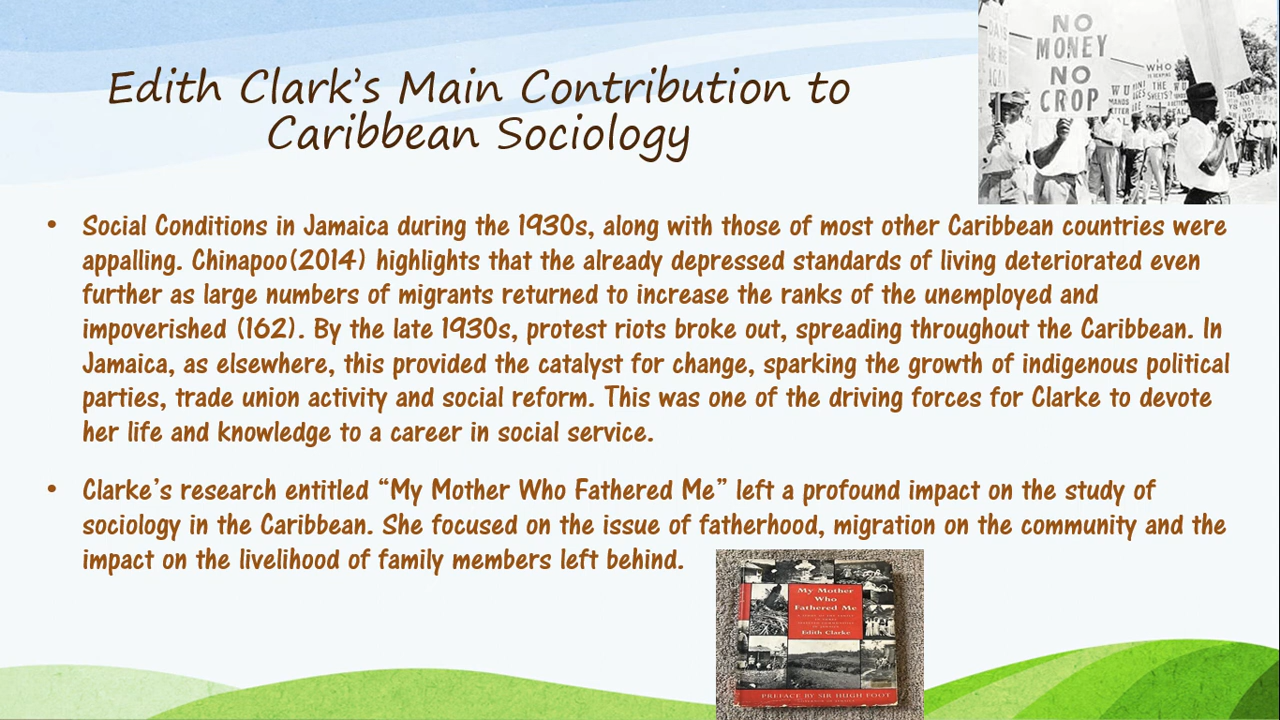 Edith Clark's Main Contribution to
Caribbean Sociology
NO
MONEY
NO
CROP
WHO
• Social Conditions in Jamaica during the 1930s, along with those of most other Caribbean countries were
appalling. Chinapoo(2014) highlights that the already depressed standards of living deteriorated even
further as large numbers of migrants returned to increase the ranks of the unemployed and
impoverished (162). By the late 1930s, protest riots broke out, spreading throughout the Caribbean. In
Jamaica, as elsewhere, this provided the catalyst for change, sparking the growth of indigenous political
parties, trade union activity and social reform. This was one of the driving forces for Clarke to devote
her life and knowledge to a career in social service.
• Clarke's research entitled “My Mother Who Fathered Me” left a profound impact on the study of
sociology in the Caribbean. She focused on the issue of fatherhood, migration on the community and the
impact on the livelihood of family members left behind.
My Mother
Who
Fathered Me
Edith Clarke
PREFACE BY SIR HUGH FOOT